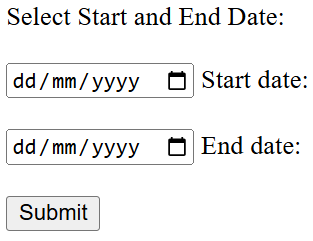 Select Start and End Date:
dd/mm/yyyy Start date:
dd/mm/yyyy End date:
Submit